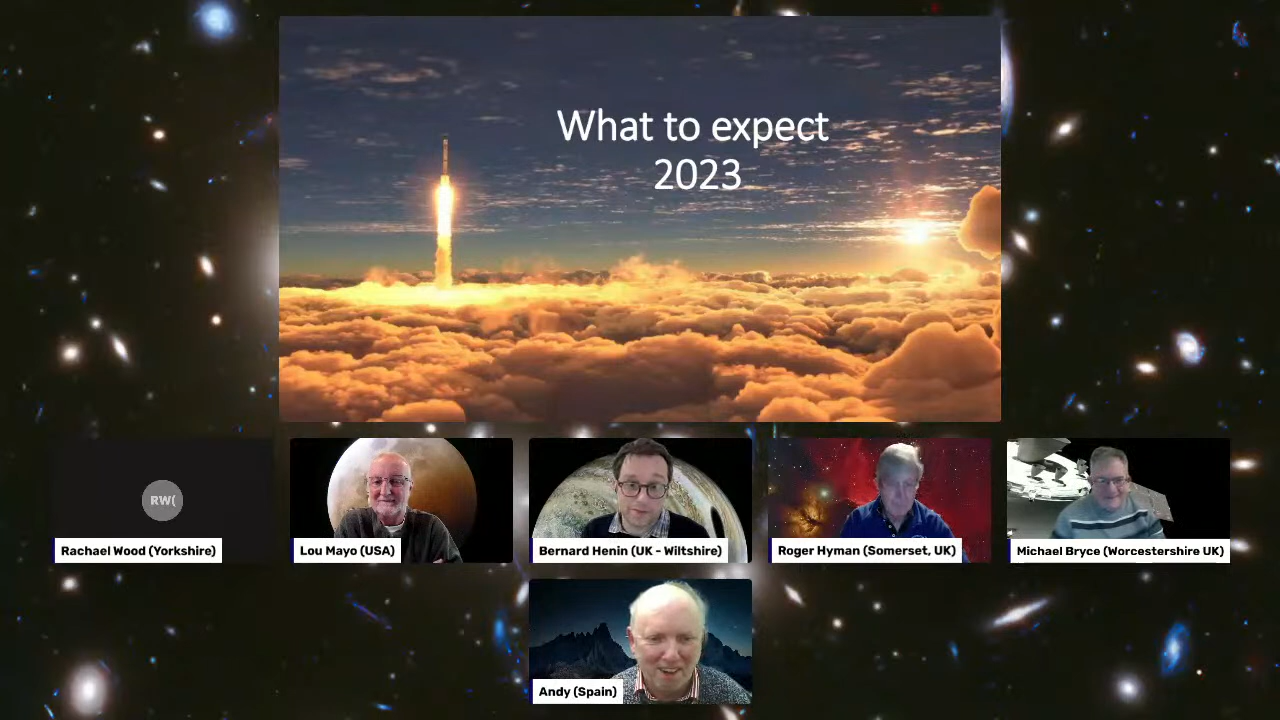 What to expect
2023
RW(
Rachael Wood (Yorkshire)
Lou Mayo (USA)
Bernard Henin (UK - Wiltshire)
Roger Hyman (Somerset, UK)
Michael Bryce (Worcestershire UK)
Andy (Spain)